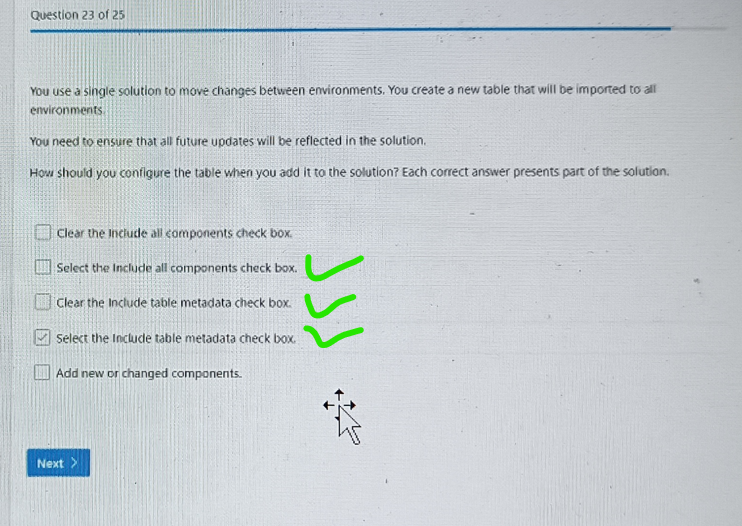 Question 23 of 25
You use a single solution to move changes between environments. You create a new table that will be imported to all
environments.
You need to ensure that all future updates will be reflected in the solution.
How should you configure the table when you add it to the solution? Each correct answer presents part of the solution.
Clear the Include all components check box.
Select the Include all components check box.
Clear the Include table metadata check box.
Select the Include table metadata check box.
Add new or changed components.
Next >